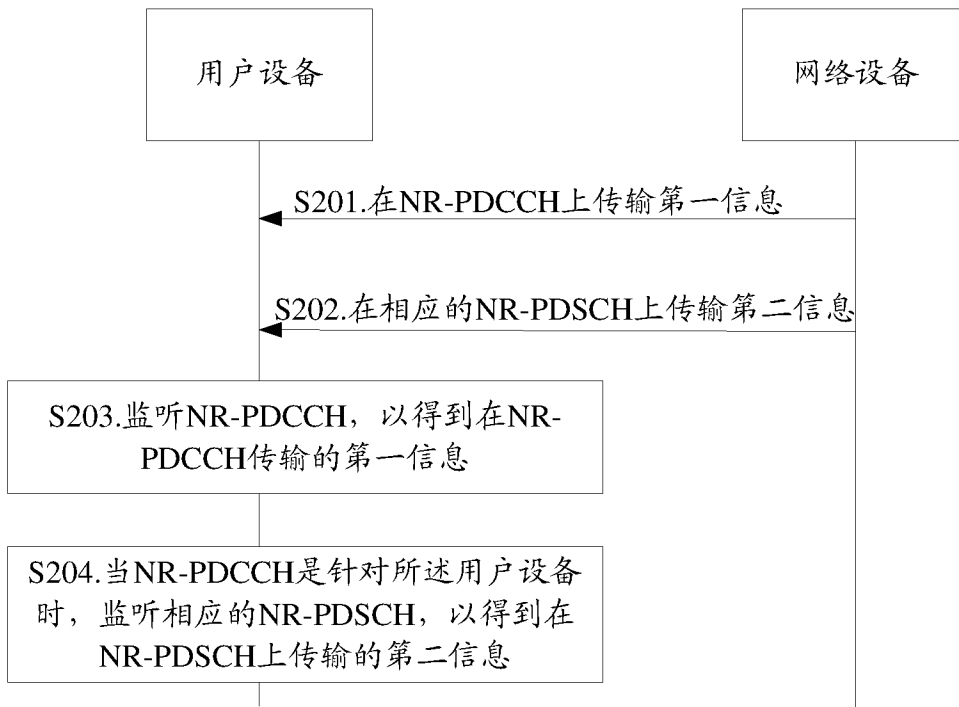 用户设备
网络设备
S201.在NR-PDCCH上传输第一信息
S202.在相应的NR-PDSCH上传输第二信息
S203.监听NR-PDCCH，以得到在NR-
PDCCH传输的第一信息
S204.当NR-PDCCH是针对所述用户设备
时，监听相应的NR-PDSCH，以得到在
NR-PDSCH上传输的第二信息